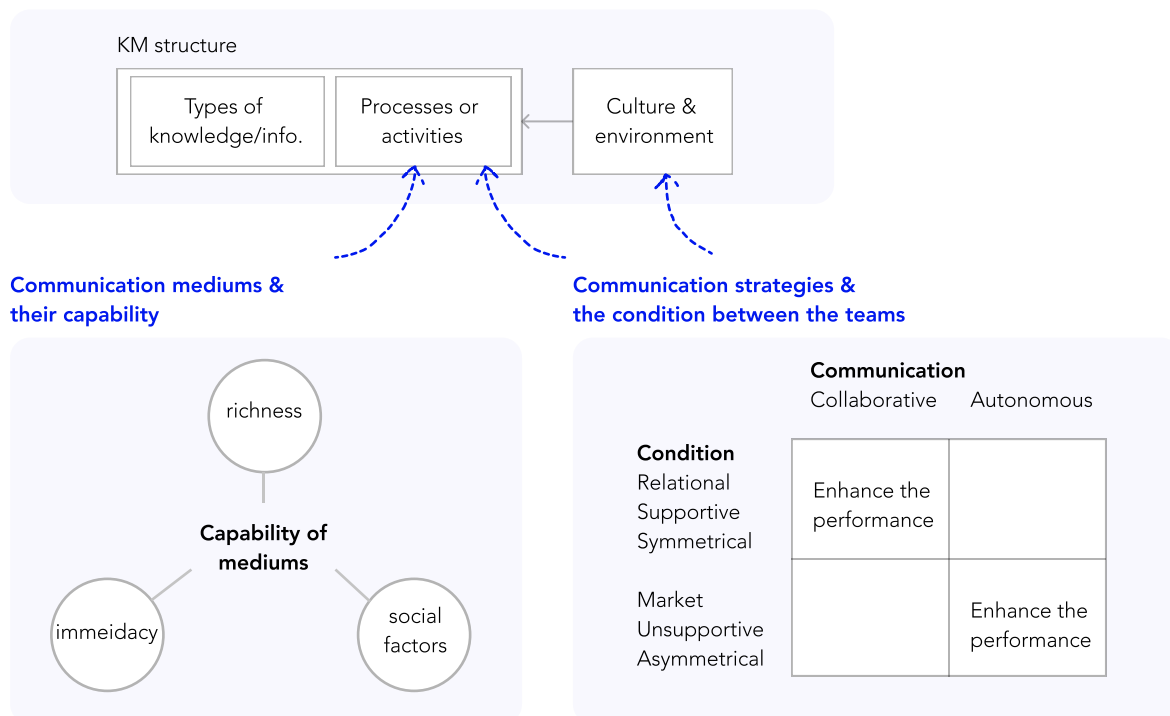 KM structure
Types of
knowledge/info.
Processes or
activities
Culture &
environment
Communication mediums &
their capability
Communication strategies &
the condition between the teams
richness
Capability of
mediums
immeidacy
social
factors
Communication
Collaborative Autonomous
Condition
Relational
Supportive
Symmetrical
Enhance the
performance
Market
Unsupportive
Asymmetrical
Enhance the
performance